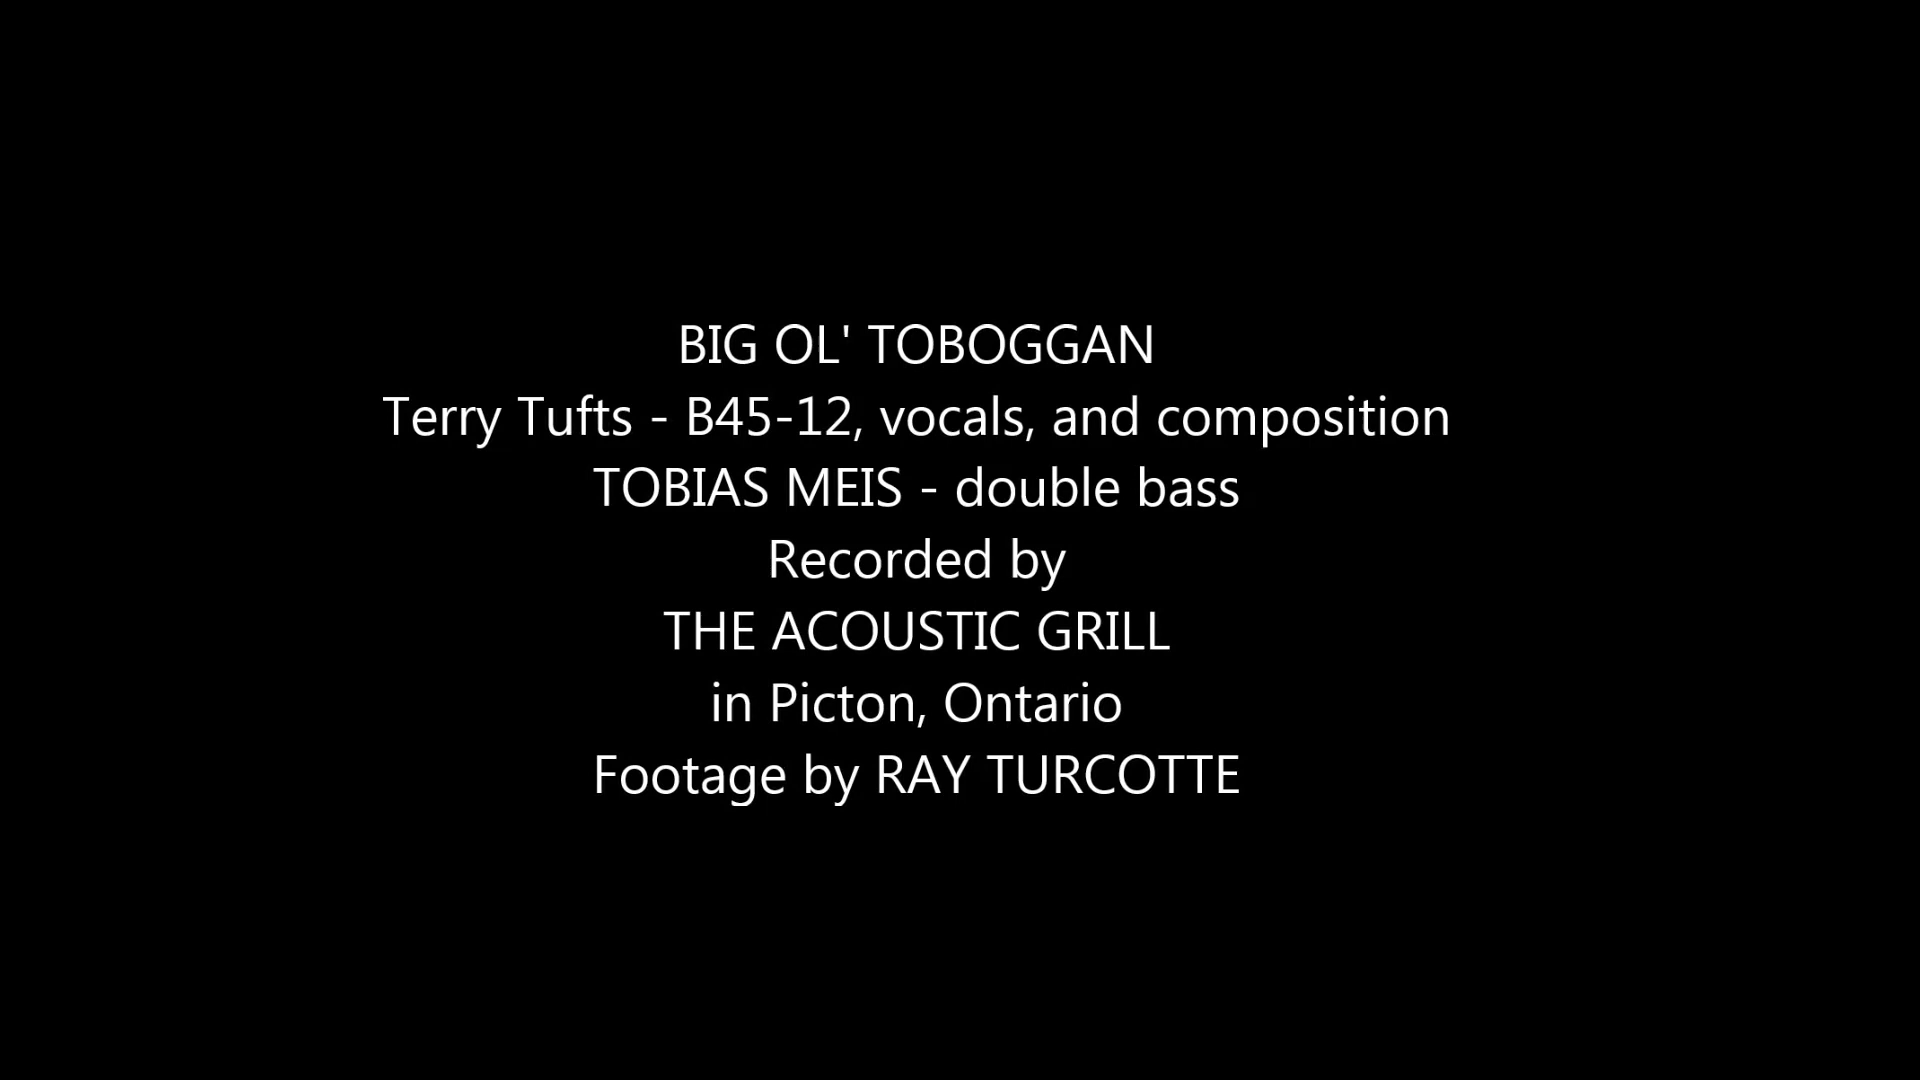 BIG OL' TOBOGGAN
Terry Tufts - B45-12, vocals, and composition
TOBIAS MEIS - double bass
Recorded by
THE ACOUSTIC GRILL
in Picton, Ontario
Footage by RAY TURCOTTE